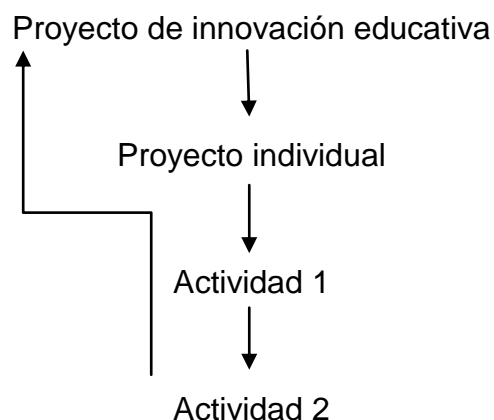 Proyecto de innovación educativa
Proyecto individual
Actividad 1
Actividad 2